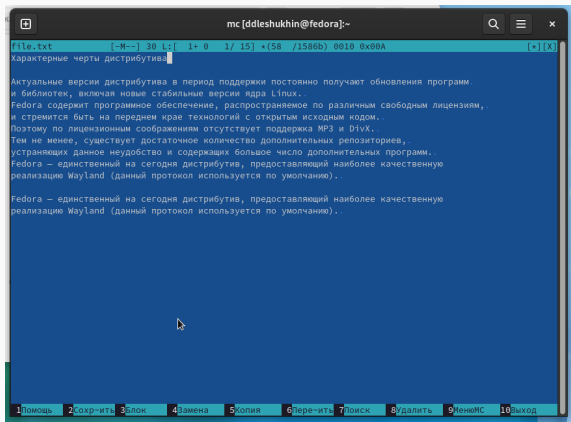 mc [ddleshukhin@fedora]:~
file.txt [-M--] 30 L:[ 1+ 0 1/ 15] *(58 /1586b) 0010 0x00A [*][X]
Характерные черты дистрибутива
Актуальные версии дистрибутива в период поддержки постоянно получают обновления программ
и библиотек, включая новые стабильные версии ядра Linux.
Fedora содержит программное обеспечение, распространяемое по различным свободным лицензиям,
и стремится быть на переднем крае технологий с открытым исходным кодом.
Поэтому по лицензионным соображениям отсутствует поддержка MP3 и DivX.
Тем не менее, существует достаточное количество дополнительных репозиториев,
устраняющих данное неудобство и содержащих большое число дополнительных программ.
Fedora — единственный на сегодня дистрибутив, предоставляющий наиболее качественную
реализацию Wayland (данный протокол используется по умолчанию).
Fedora — единственный на сегодня дистрибутив, предоставляющий наиболее качественную
реализацию Wayland (данный протокол используется по умолчанию).
1Помощь 2Сохр~ить 3Блок 4Замена 5Копия 6Пере~ить 7Поиск 8Удалить 9МенюMC 10Выход